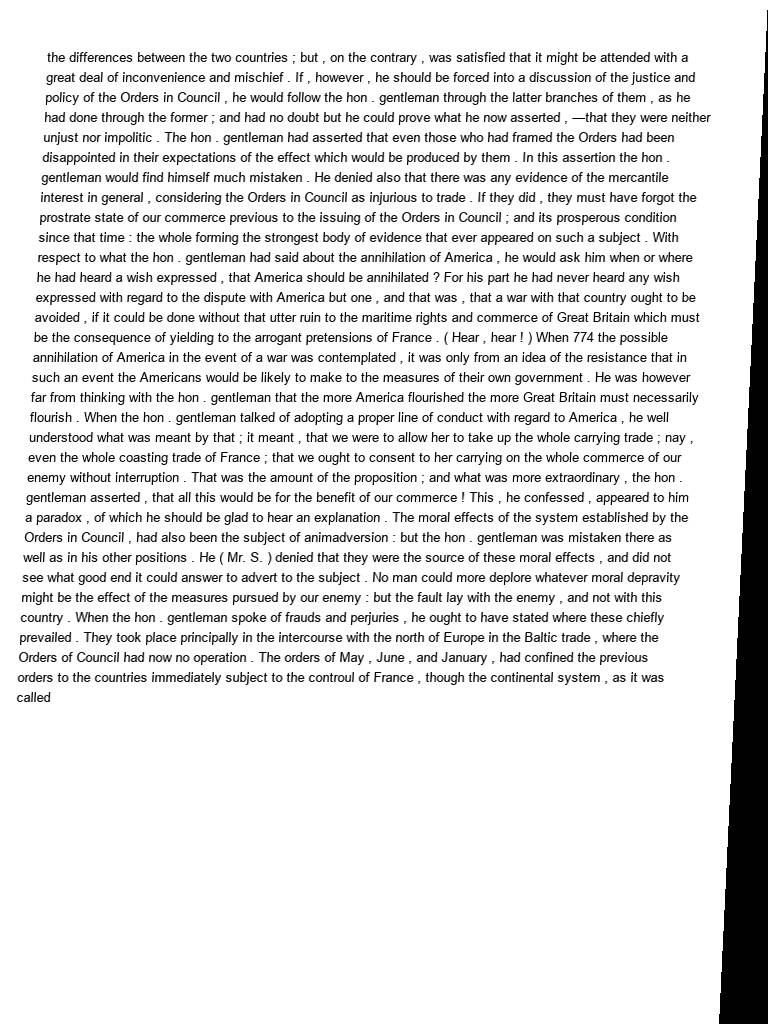 the differences between the two countries ; but , on the contrary , was satisfied that it might be attended with a
great deal of inconvenience and mischief . If , however , he should be forced into a discussion of the justice and
policy of the Orders in Council , he would follow the hon . gentleman through the latter branches of them , as he
had done through the former ; and had no doubt but he could prove what he now asserted , —that they were neither
unjust nor impolitic . The hon . gentleman had asserted that even those who had framed the Orders had been
disappointed in their expectations of the effect which would be produced by them . In this assertion the hon .
gentleman would find himself much mistaken . He denied also that there was any evidence of the mercantile
interest in general , considering the Orders in Council as injurious to trade . If they did , they must have forgot the
prostrate state of our commerce previous to the issuing of the Orders in Council ; and its prosperous condition
since that time : the whole forming the strongest body of evidence that ever appeared on such a subject . With
respect to what the hon . gentleman had said about the annihilation of America , he would ask him when or where
he had heard a wish expressed , that America should be annihilated ? For his part he had never heard any wish
expressed with regard to the dispute with America but one , and that was , that a war with that country ought to be
avoided , if it could be done without that utter ruin to the maritime rights and commerce of Great Britain which must
be the consequence of yielding to the arrogant pretensions of France . ( Hear , hear ! ) When 774 the possible
annihilation of America in the event of a war was contemplated , it was only from an idea of the resistance that in
such an event the Americans would be likely to make to the measures of their own government . He was however
far from thinking with the hon . gentleman that the more America flourished the more Great Britain must necessarily
flourish . When the hon . gentleman talked of adopting a proper line of conduct with regard to America , he well
understood what was meant by that ; it meant , that we were to allow her to take up the whole carrying trade ; nay ,
even the whole coasting trade of France ; that we ought to consent to her carrying on the whole commerce of our
enemy without interruption . That was the amount of the proposition ; and what was more extraordinary , the hon .
gentleman asserted , that all this would be for the benefit of our commerce ! This , he confessed , appeared to him
a paradox , of which he should be glad to hear an explanation . The moral effects of the system established by the
Orders in Council , had also been the subject of animadversion : but the hon . gentleman was mistaken there as
well as in his other positions . He ( Mr. S. ) denied that they were the source of these moral effects , and did not
see what good end it could answer to advert to the subject . No man could more deplore whatever moral depravity
might be the effect of the measures pursued by our enemy : but the fault lay with the enemy , and not with this
country . When the hon . gentleman spoke of frauds and perjuries , he ought to have stated where these chiefly
prevailed . They took place principally in the intercourse with the north of Europe in the Baltic trade , where the
Orders of Council had now no operation . The orders of May , June , and January , had confined the previous
orders to the countries immediately subject to the controul of France , though the continental system , as it was
called